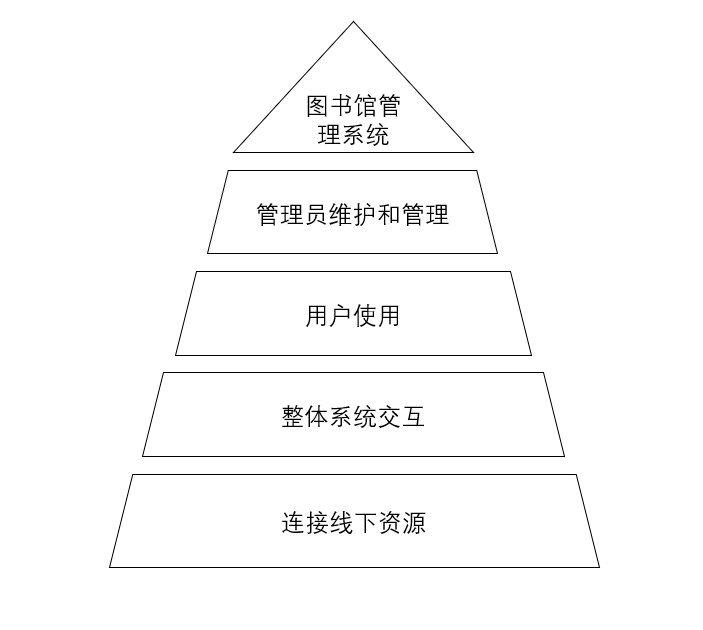 图书馆管
理系统
管理员维护和管理
用户使用
整体系统交互
连接线下资源